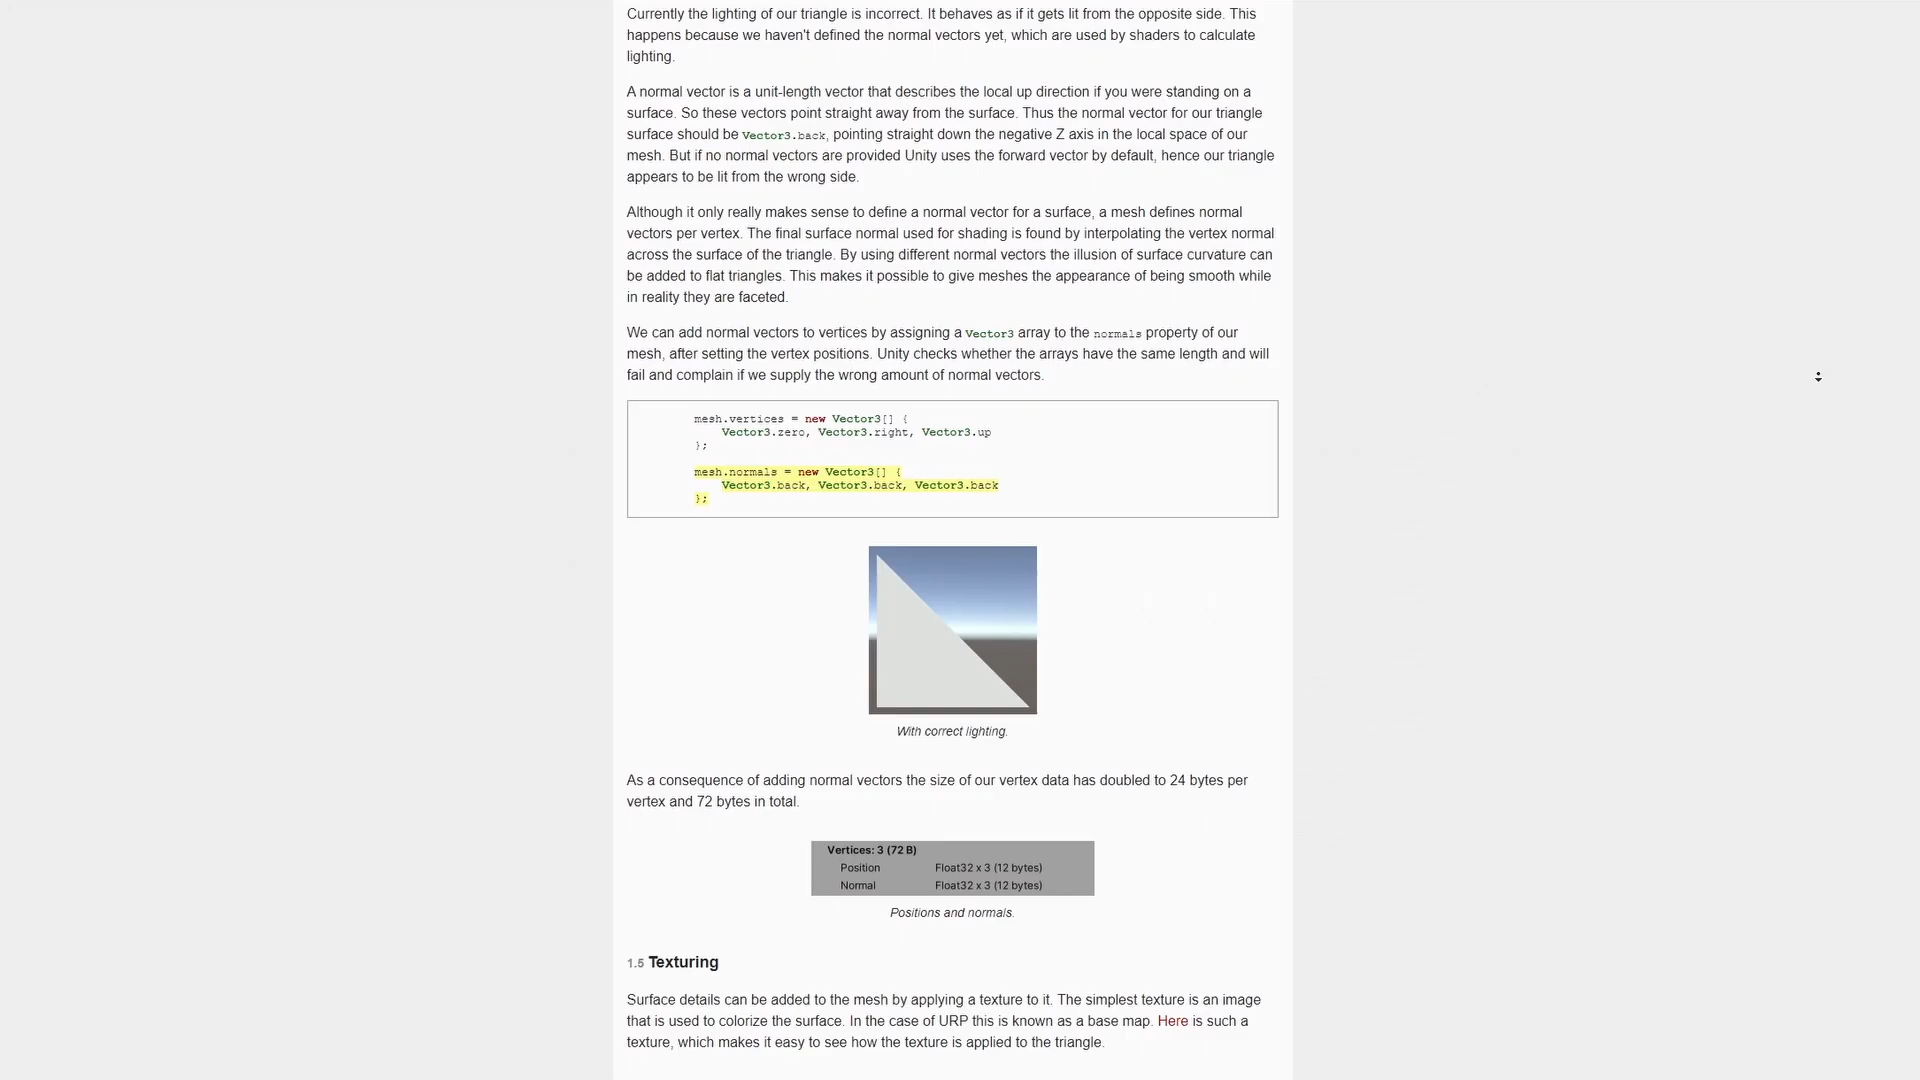 Currently the lighting of our triangle is incorrect. It behaves as if it gets lit from the opposite side. This
happens because we haven't defined the normal vectors yet, which are used by shaders to calculate
lighting.
A normal vector is a unit-length vector that describes the local up direction if you were standing on a
surface. So these vectors point straight away from the surface. Thus the normal vector for our triangle
surface should be Vector3.back, pointing straight down the negative Z axis in the local space of our
mesh. But if no normal vectors are provided Unity uses the forward vector by default, hence our triangle
appears to be lit from the wrong side.
Although it only really makes sense to define a normal vector for a surface, a mesh defines normal
vectors per vertex. The final surface normal used for shading is found by interpolating the vertex normal
across the surface of the triangle. By using different normal vectors the illusion of surface curvature can
be added to flat triangles. This makes it possible to give meshes the appearance of being smooth while
in reality they are faceted.
We can add normal vectors to vertices by assigning a Vector3 array to the normals property of our
mesh, after setting the vertex positions. Unity checks whether the arrays have the same length and will
fail and complain if we supply the wrong amount of normal vectors.
mesh.vertices = new Vector3[] {
Vector3.zero, Vector3.right, Vector3.up
};
mesh.normals = new Vector3[] {
Vector3.back, Vector3.back, Vector3.back
};
With correct lighting.
As a consequence of adding normal vectors the size of our vertex data has doubled to 24 bytes per
vertex and 72 bytes in total.
Vertices: 3 (72 B)
Position Float32 x 3 (12 bytes)
Normal Float32 x 3 (12 bytes)
Positions and normals.
1.5 Texturing
Surface details can be added to the mesh by applying a texture to it. The simplest texture is an image
that is used to colorize the surface. In the case of URP this is known as a base map. Here is such a
texture, which makes it easy to see how the texture is applied to the triangle.